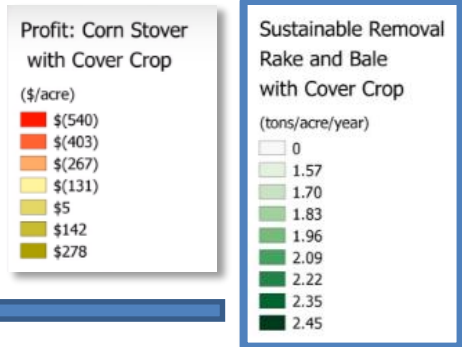 Profit: Corn Stover
with Cover Crop
($/acre)
$(540)
$(403)
$(267)
$(131)
$5
$142
$278
Sustainable Removal
Rake and Bale
with Cover Crop
(tons/acre/year)
0
1.57
1.70
1.83
1.96
2.09
2.22
2.35
2.45